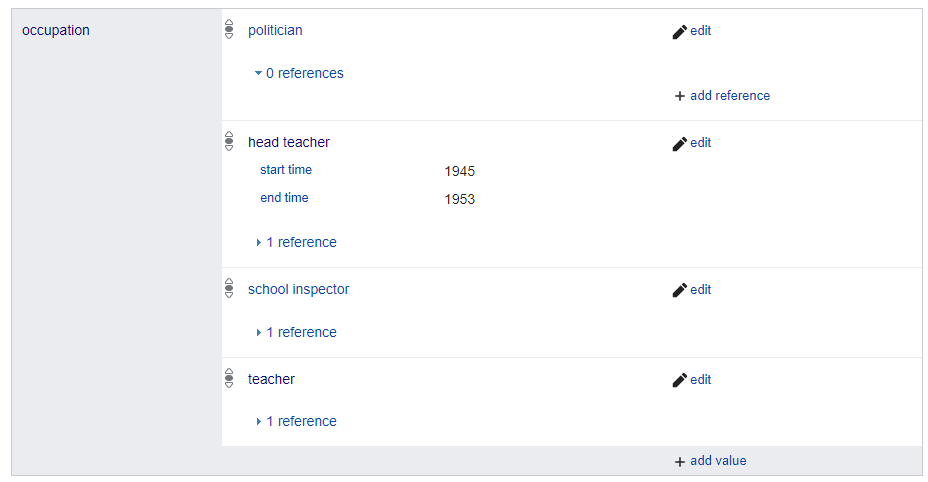 occupation
politician
edit
0 references
add reference
head teacher
edit
start time 1945
end time 1953
1 reference
school inspector
edit
1 reference
teacher
edit
1 reference
add value